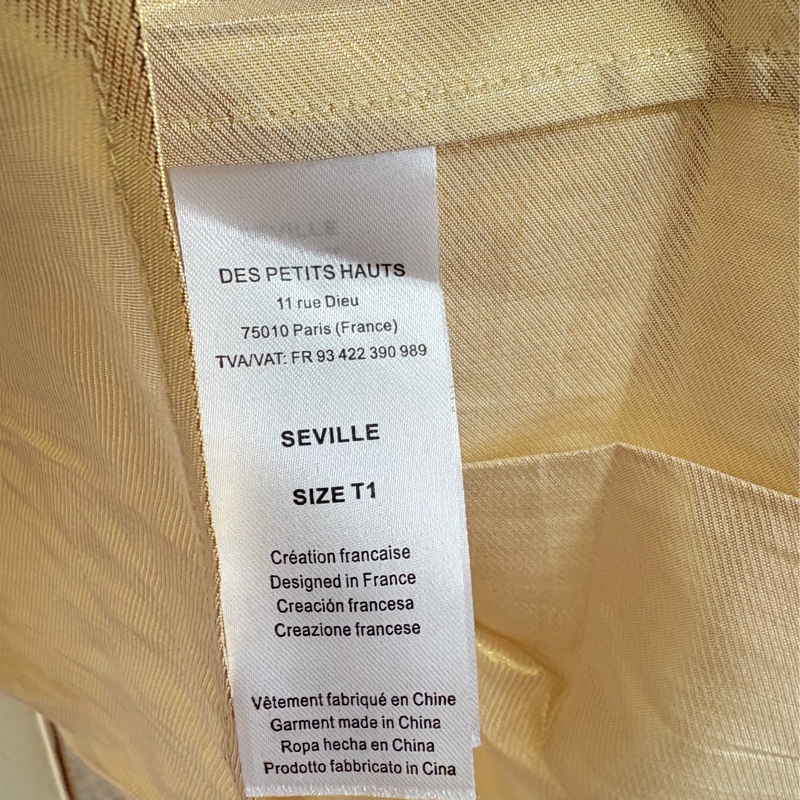 DES PETITS HAUTS
11 rue Dieu
75010 Paris (France)
TVA/VAT: FR 93 422 390 989
SEVILLE
SIZE T1
Création francaise
Designed in France
Creación francesa
Creazione francese
Vêtement fabriqué en Chine
Garment made in China
Ropa hecha en China
Prodotto fabbricato in Cina